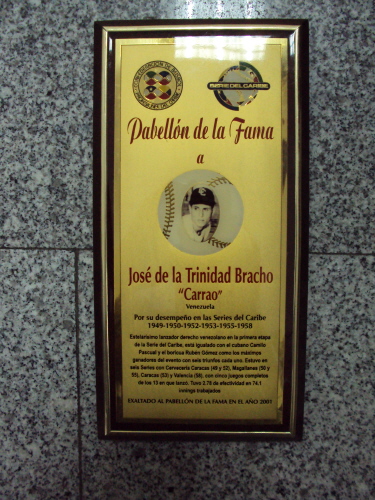 SERIE DEL CARIBE
Pabellón de la Fama
a
José de la Trinidad Bracho
"Carrao"
Venezuela
Por su desempeño en las Series del Caribe
1949-1950-1952-1953-1955-1958
Estelarísimo lanzador derecho venezolano en la primera etapa
de la Serie del Caribe, está igualado con el cubano Camilo
Pascual y el boricua Rubén Gómez como los máximos
ganadores del evento con seis triunfos cada uno. Estuvo en
seis Series con Cervecería Caracas (49 y 52), Magallanes (50 y
55), Caracas (53) y Valencia (58), con cinco juegos completos
de los 13 en que lanzó. Tuvo 2.78 de efectividad en 74.1
innings trabajados
EXALTADO AL PABELLÓN DE LA FAMA EN EL AÑO 2001